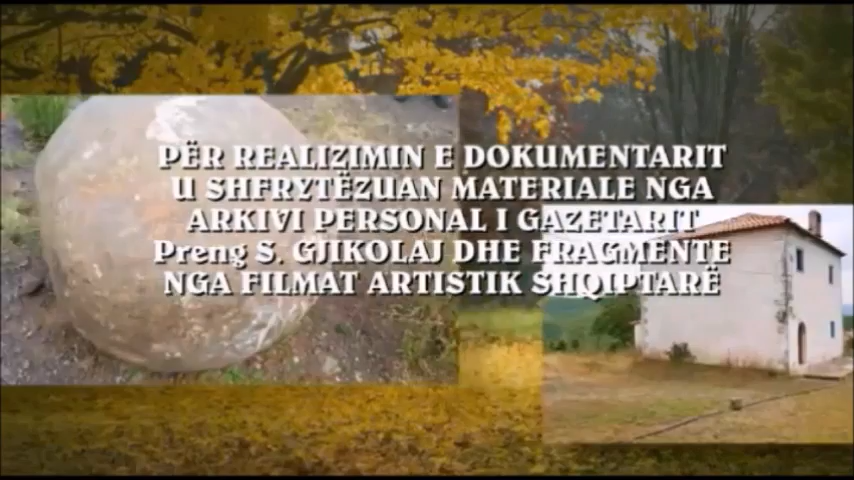 PËR REALIZIMIN E DOKUMENTARIT
U SHFRYTËZUAN MATERIALE NGA
ARKIVI PERSONAL I GAZETARIT
Preng S. GJIKOLAJ DHE FRAGMENTE
NGA FILMAT ARTISTIK SHQIPTARË